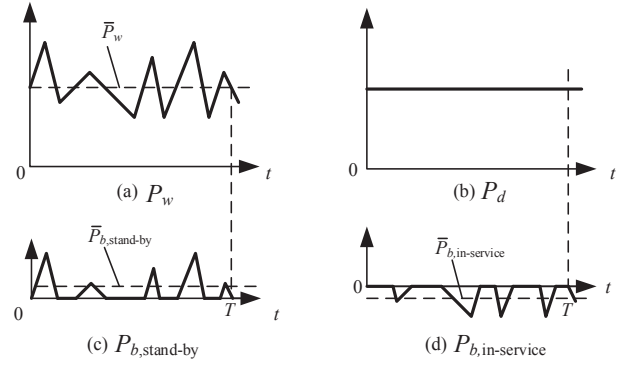 P̅w
0
t
(a) Pw
0
t
(b) Pd
P̅b,stand-by
0
T
t
(c) Pb,stand-by
P̅b,in-service
0
T
t
(d) Pb,in-service